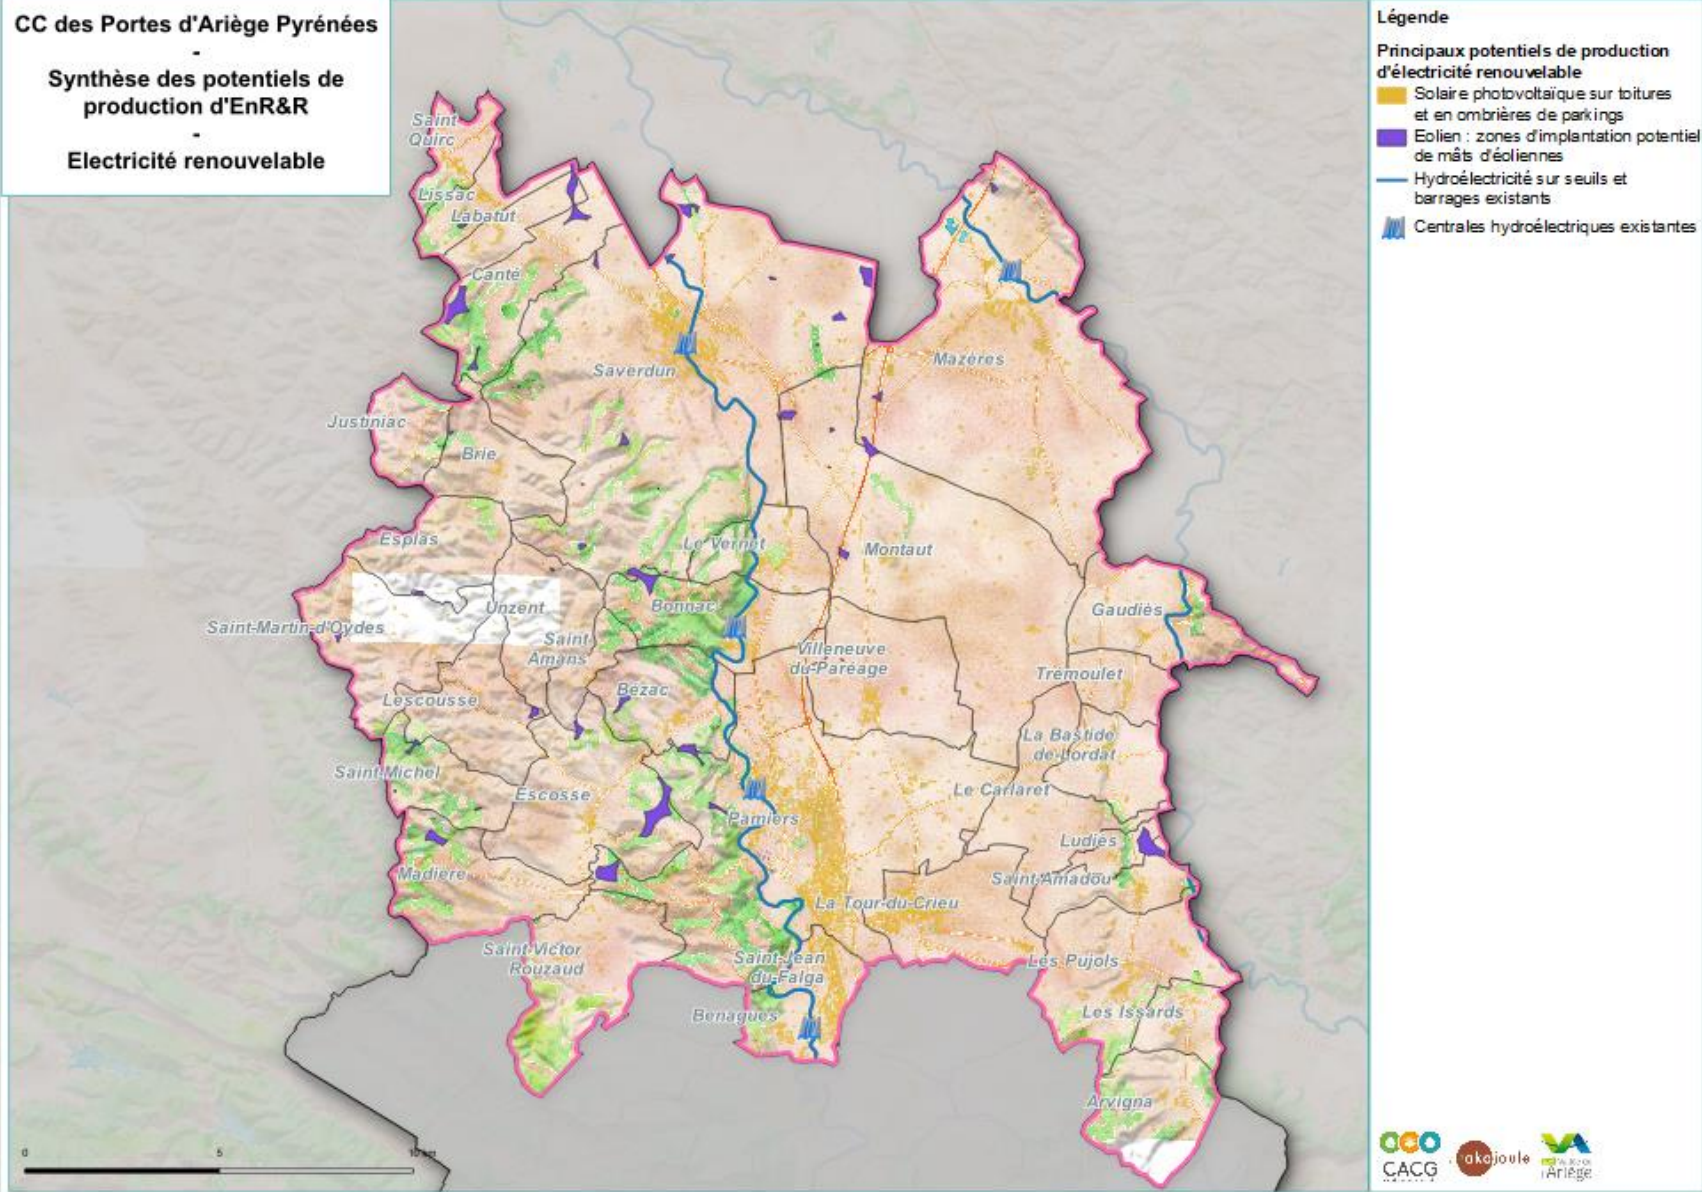 CC des Portes d'Ariège Pyrénées
-
Synthèse des potentiels de
production d'EnR&R
-
Electricité renouvelable
Légende
Principaux potentiels de production
d'électricité renouvelable
Solaire photovoltaïque sur toitures
et en ombrières de parkings
Eolien : zones d'implantation potentiel
de mâts d'éoliennes
Hydroélectricité sur seuils et
barrages existants
Centrales hydroélectriques existantes
Saint
Quirc
Lissac
Labatut
Canté
Saverdun
Mazères
Justiniac
Brie
Esplas
Le Vernet
Montaut
Unzent
Bonnac
Gaudiès
Saint-Martin-d'Oydes
Saint
Amans
Villeneuve
du-Paréage
Trémoulet
Lescousse
Bézac
La Bastide
de-Lordat
Saint-Michel
Escosse
Le Carlaret
Pamiers
Ludiès
Madière
Saint-Amadou
La Tour-du-Crieu
Saint-Victor
Rouzaud
Saint-Jean
du-Falga
Les Pujols
Benagues
Les Issards
Arvigna
0
5
10 km
CACG
akajoule
Ariège